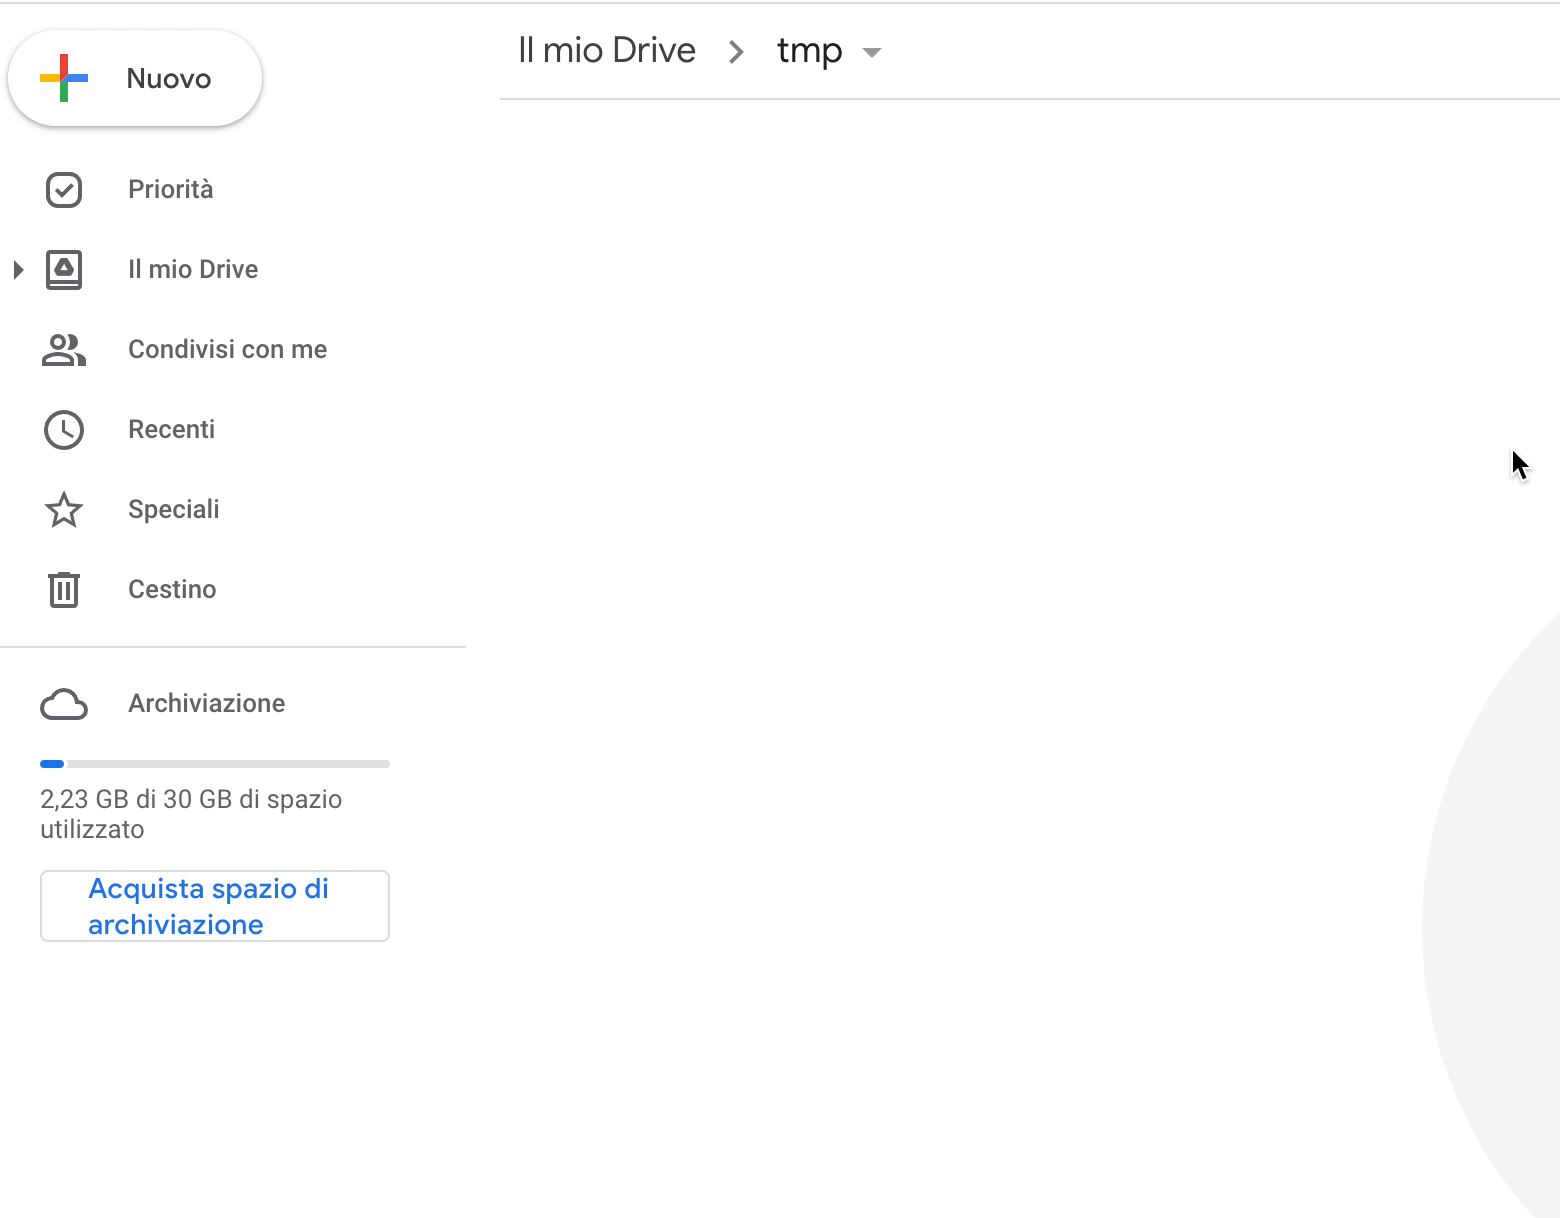 Nuovo
Il mio Drive
tmp
Priorità
Il mio Drive
Condivisi con me
Recenti
Speciali
Cestino
Archiviazione
2,23 GB di 30 GB di spazio
utilizzato
Acquista spazio di
archiviazione